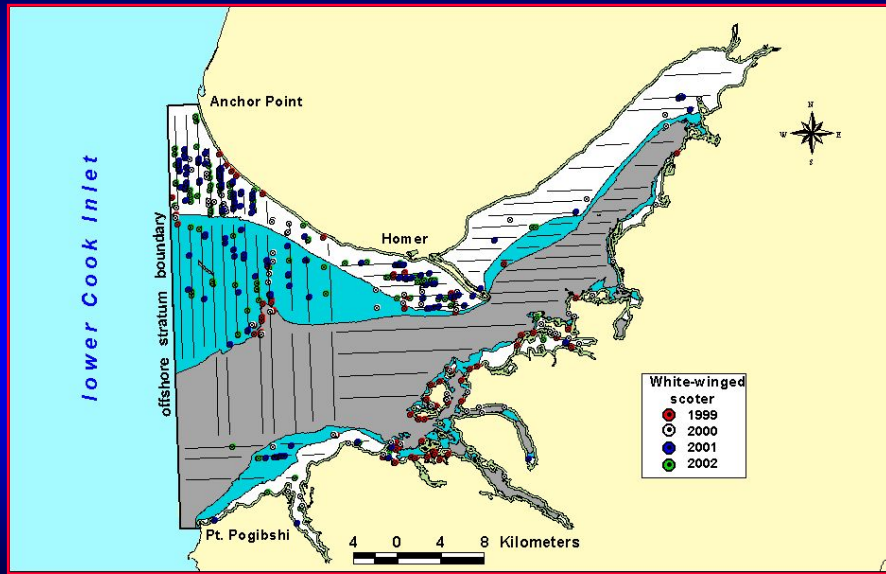 Anchor Point
N
W E
S
lower Cook Inlet
offshore stratum boundary
Homer
White-winged
scoter
1999
2000
2001
2002
Pt. Pogibshi
4 0 4 8 Kilometers